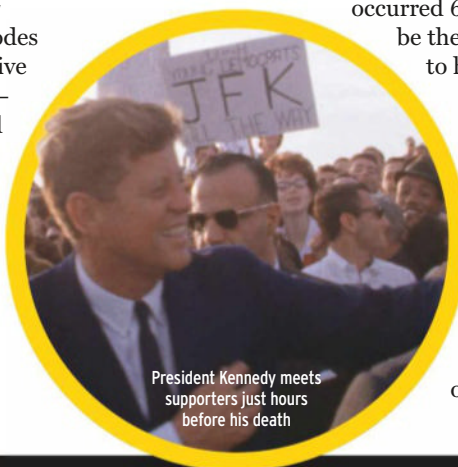 odes
ive
–
occurred 6
be the
to h
YOUNG DEMOCRATS
JFK
ALL THE WAY
President Kennedy meets
supporters just hours
before his death